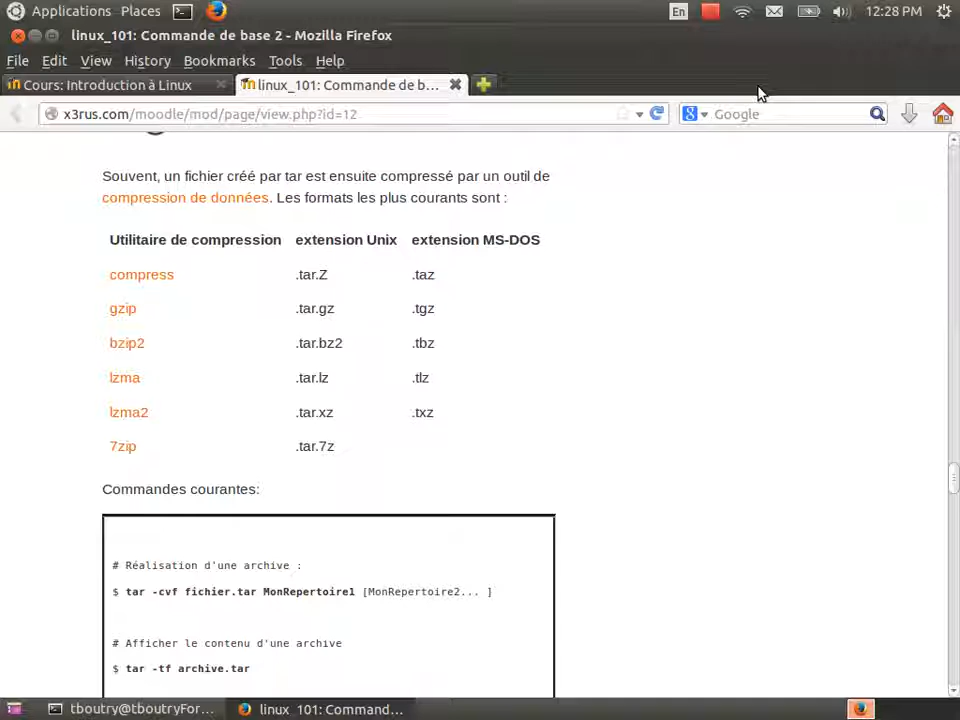 Applications Places En 12:28 PM
linux_101: Commande de base 2 - Mozilla Firefox
File Edit View History Bookmarks Tools Help
Cours: Introduction à Linux linux_101: Commande de b...
x3rus.com/moodle/mod/page/view.php?id=12 Google
Souvent, un fichier créé par tar est ensuite compressé par un outil de
compression de données. Les formats les plus courants sont :
Utilitaire de compression extension Unix extension MS-DOS
compress .tar.Z .taz
gzip .tar.gz .tgz
bzip2 .tar.bz2 .tbz
lzma .tar.lz .tlz
lzma2 .tar.xz .txz
7zip .tar.7z
Commandes courantes:
# Réalisation d'une archive :
$ tar -cvf fichier.tar MonRepertoire1 [MonRepertoire2... ]
# Afficher le contenu d'une archive
$ tar -tf archive.tar
tboutry@tboutryFor... linux_101: Command...